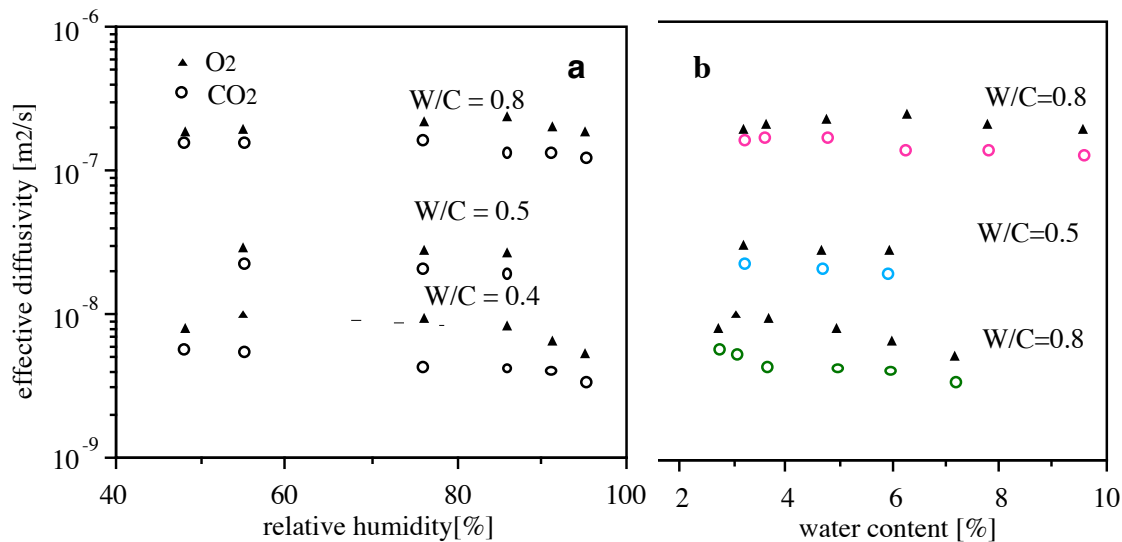 10-6
O2
CO2
a
W/C = 0.8
10-7
W/C = 0.5
W/C = 0.4
10-8
10-9
effective diffusivity [m2/s]
40
60
80
100
relative humidity[%]
b
W/C=0.8
W/C=0.5
W/C=0.8
2
4
6
8
10
water content [%]